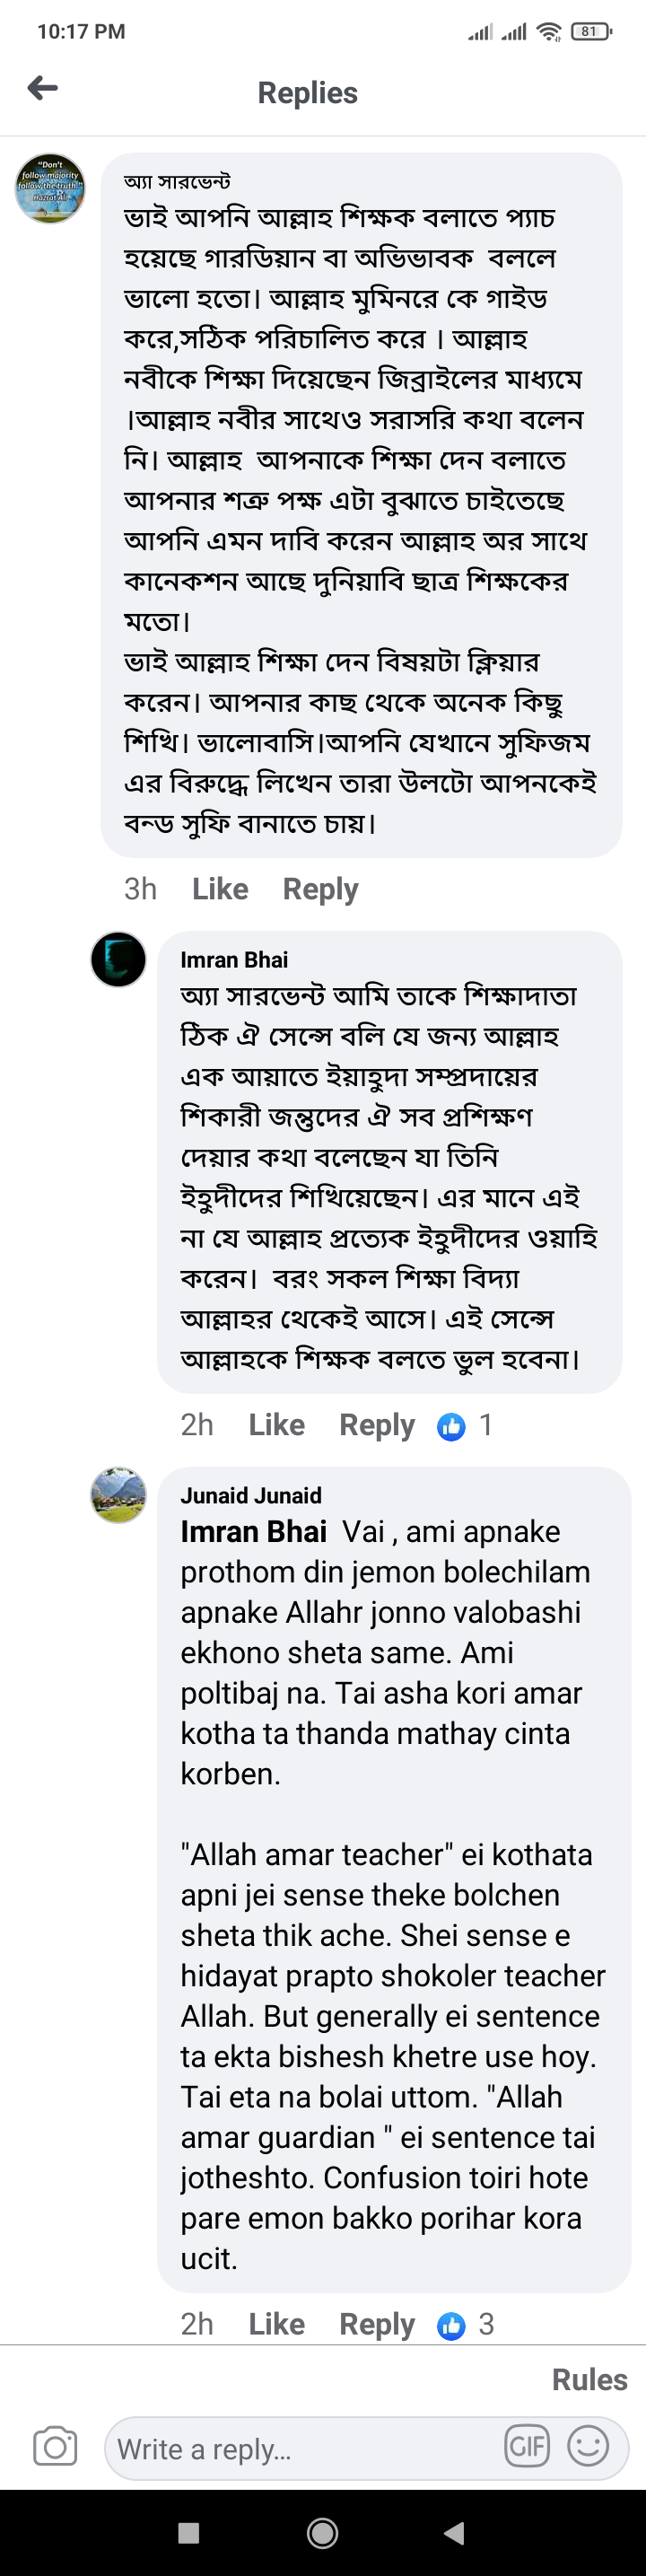 10:17 PM
81
Replies
"Don't
follow majority
follow the truth."
Hazrat Ali
অ্যা সারভেন্ট
ভাই আপনি আল্লাহ শিক্ষক বলাতে প্যাচ
হয়েছে গারডিয়ান বা অভিভাবক বললে
ভালো হতো। আল্লাহ মুমিনরে কে গাইড
করে,সঠিক পরিচালিত করে । আল্লাহ
নবীকে শিক্ষা দিয়েছেন জিব্রাইলের মাধ্যমে
।আল্লাহ নবীর সাথেও সরাসরি কথা বলেন
নি। আল্লাহ আপনাকে শিক্ষা দেন বলাতে
আপনার শত্রু পক্ষ এটা বুঝাতে চাইতেছে
আপনি এমন দাবি করেন আল্লাহ অর সাথে
কানেকশন আছে দুনিয়াবি ছাত্র শিক্ষকের
মতো।
ভাই আল্লাহ শিক্ষা দেন বিষয়টা ক্লিয়ার
করেন। আপনার কাছ থেকে অনেক কিছু
শিখি। ভালোবাসি।আপনি যেখানে সুফিজম
এর বিরুদ্ধে লিখেন তারা উলটো আপনকেই
বন্ড সুফি বানাতে চায়।
3h Like Reply
Imran Bhai
অ্যা সারভেন্ট আমি তাকে শিক্ষাদাতা
ঠিক ঐ সেন্সে বলি যে জন্য আল্লাহ
এক আয়াতে ইয়াহুদা সম্প্রদায়ের
শিকারী জন্তুদের ঐ সব প্রশিক্ষণ
দেয়ার কথা বলেছেন যা তিনি
ইহুদীদের শিখিয়েছেন। এর মানে এই
না যে আল্লাহ প্রত্যেক ইহুদীদের ওয়াহি
করেন। বরং সকল শিক্ষা বিদ্যা
আল্লাহর থেকেই আসে। এই সেন্সে
আল্লাহকে শিক্ষক বলতে ভুল হবেনা।
2h Like Reply 1
Junaid Junaid
Imran Bhai Vai , ami apnake
prothom din jemon bolechilam
apnake Allahr jonno valobashi
ekhono sheta same. Ami
poltibaj na. Tai asha kori amar
kotha ta thanda mathay cinta
korben.
"Allah amar teacher" ei kothata
apni jei sense theke bolchen
sheta thik ache. Shei sense e
hidayat prapto shokoler teacher
Allah. But generally ei sentence
ta ekta bishesh khetre use hoy.
Tai eta na bolai uttom. "Allah
amar guardian " ei sentence tai
jotheshto. Confusion toiri hote
pare emon bakko porihar kora
ucit.
2h Like Reply 3
Rules
Write a reply...
GIF